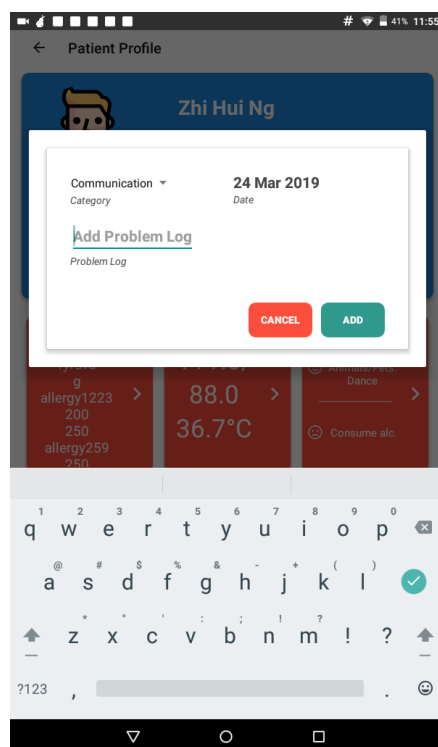 # 41% 11:55
Patient Profile
Zhi Hui Ng
Communication
24 Mar 2019
Category
Date
Add Problem Log
Problem Log
CANCEL
ADD
g
allergy1223
200
250
allergy259
250
88.0
36.7°C
Animals/Pets.
Dance
Consume alc.
1 2 3 4 5 6 7 8 9 0
q w e r t y u i o p
@ # $ % & - + ( )
a s d f g h j k l
* " ' : ; ! ?
z x c v b n m ! ?
?123 , .